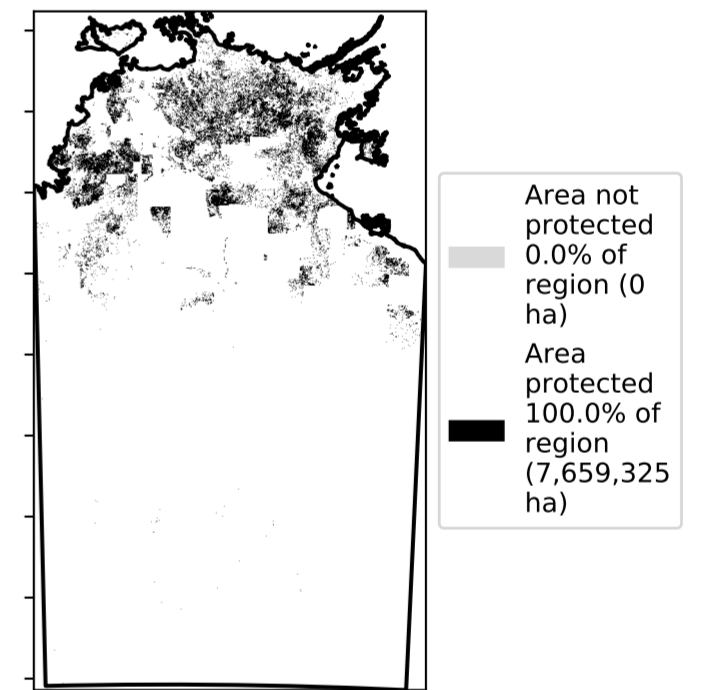 Area not
protected
0.0% of
region (0
ha)
Area
protected
100.0% of
region
(7,659,325
ha)